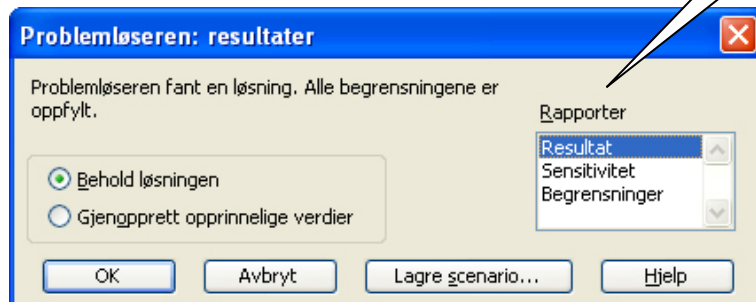 Problemløseren: resultater
Problemløseren fant en løsning. Alle begrensningene er
oppfylt.
Rapporter
Resultat
Sensitivitet
Begrensninger
Behold løsningen
Gjenopprett opprinnelige verdier
OK
Avbryt
Lagre scenario...
Hjelp